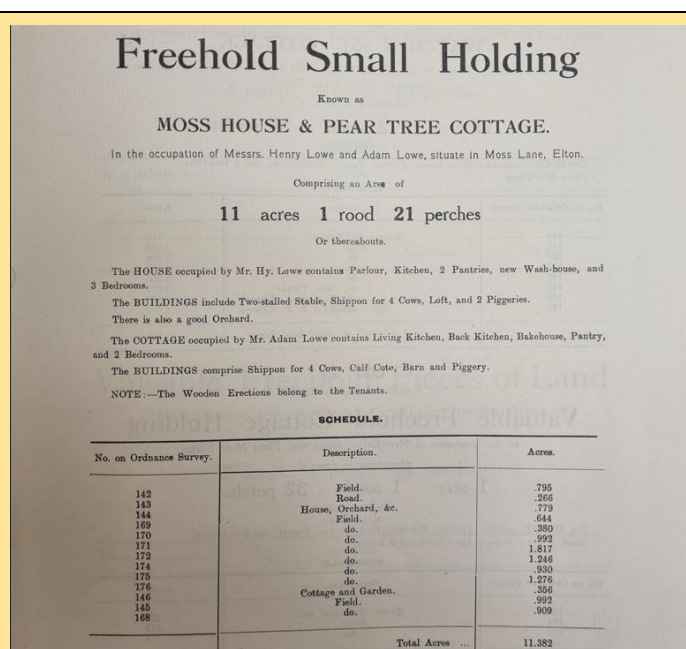 Freehold Small Holding
Known as
MOSS HOUSE & PEAR TREE COTTAGE.
In the occupation of Messrs. Henry Lowe and Adam Lowe, situate in Moss Lane, Elton.
Comprising an Area of
11 acres 1 rood 21 perches
Or thereabouts.
The HOUSE occupied by Mr. Hy. Lowe contains Parlour, Kitchen, 2 Pantries, new Wash-house, and
3 Bedrooms.
The BUILDINGS include Two-stalled Stable, Shippon for 4 Cows, Loft, and 2 Piggeries.
There is also a good Orchard.
The COTTAGE occupied by Mr. Adam Lowe contains Living Kitchen, Back Kitchen, Bakehouse, Pantry,
and 2 Bedrooms.
The BUILDINGS comprise Shippon for 4 Cows, Calf Cote, Barn and Piggery.
NOTE:—The Wooden Erections belong to the Tenants.
SCHEDULE.
No. on Ordnance Survey. Description. Acres.
142 Field. .795
143 Road. .266
144 House, Orchard, &c. .779
169 Field. .644
170 do. .380
171 do. .992
172 do. 1.817
174 do. 1.246
175 do. .930
176 do. 1.276
146 Cottage and Garden. .356
145 Field. .992
168 do. .909
Total Acres ... 11.382